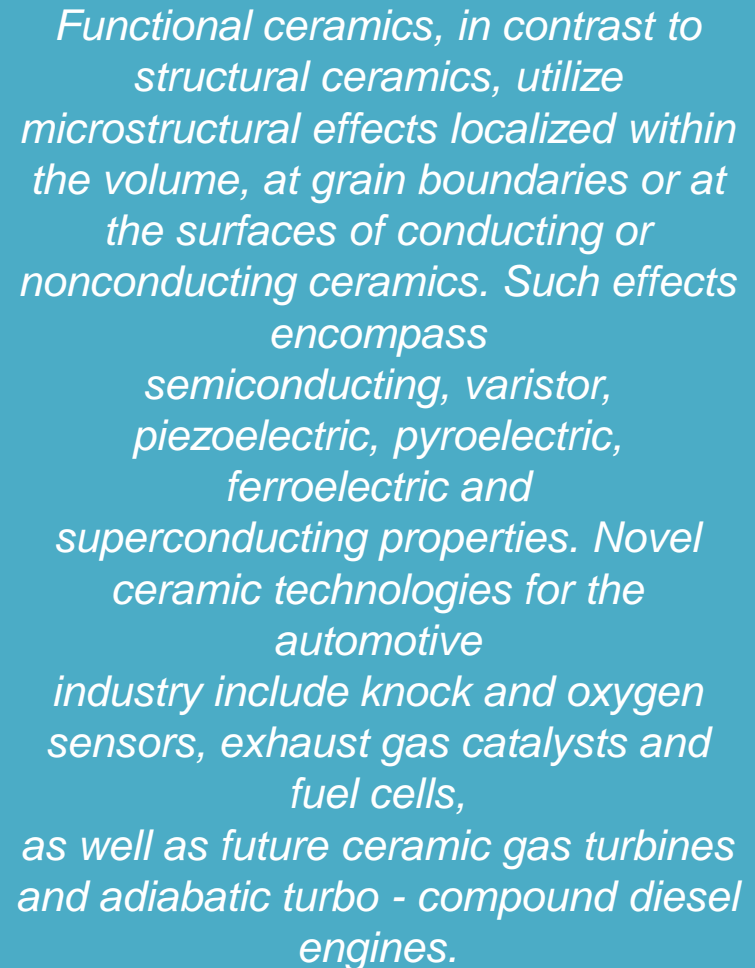 Functional ceramics, in contrast to
structural ceramics, utilize
microstructural effects localized within
the volume, at grain boundaries or at
the surfaces of conducting or
nonconducting ceramics. Such effects
encompass
semiconducting, varistor,
piezoelectric, pyroelectric,
ferroelectric and
superconducting properties. Novel
ceramic technologies for the
automotive
industry include knock and oxygen
sensors, exhaust gas catalysts and
fuel cells,
as well as future ceramic gas turbines
and adiabatic turbo - compound diesel
engines.